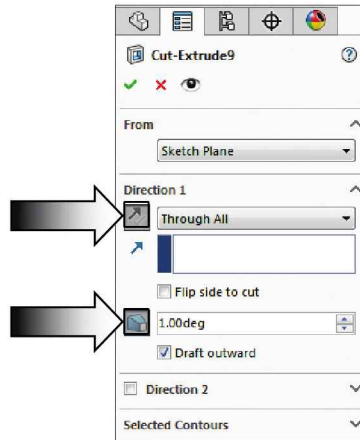 Cut-Extrude9
From
Sketch Plane
Direction 1
Through All
Flip side to cut
1.00deg
Draft outward
Direction 2
Selected Contours